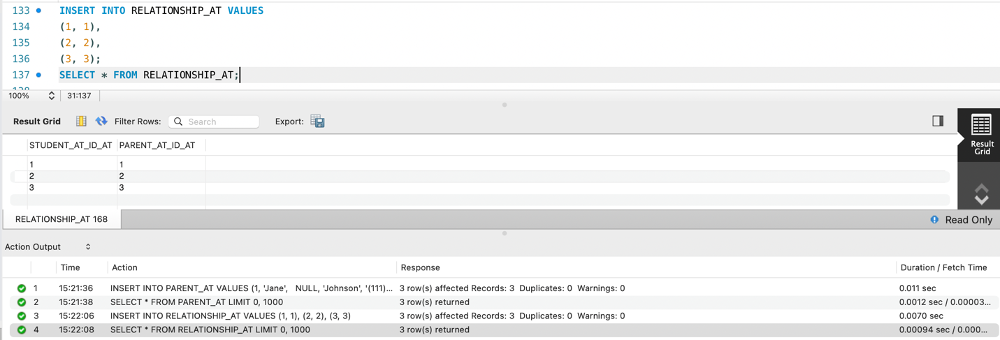 133 INSERT INTO RELATIONSHIP_AT VALUES
134 (1, 1),
135 (2, 2),
136 (3, 3);
137 SELECT * FROM RELATIONSHIP_AT;
100% 31:137
Result Grid Filter Rows: Search Export:
Result Grid
STUDENT_AT_ID_AT PARENT_AT_ID_AT
1 1
2 2
3 3
RELATIONSHIP_AT 168 Read Only
Action Output
Time Action Response Duration / Fetch Time
1 15:21:36 INSERT INTO PARENT_AT VALUES (1, 'Jane', NULL, 'Johnson', '(111)... 3 row(s) affected Records: 3 Duplicates: 0 Warnings: 0 0.011 sec
2 15:21:38 SELECT * FROM PARENT_AT LIMIT 0, 1000 3 row(s) returned 0.0012 sec / 0.00003...
3 15:22:06 INSERT INTO RELATIONSHIP_AT VALUES (1, 1), (2, 2), (3, 3) 3 row(s) affected Records: 3 Duplicates: 0 Warnings: 0 0.0070 sec
4 15:22:08 SELECT * FROM RELATIONSHIP_AT LIMIT 0, 1000 3 row(s) returned 0.00094 sec / 0.000...